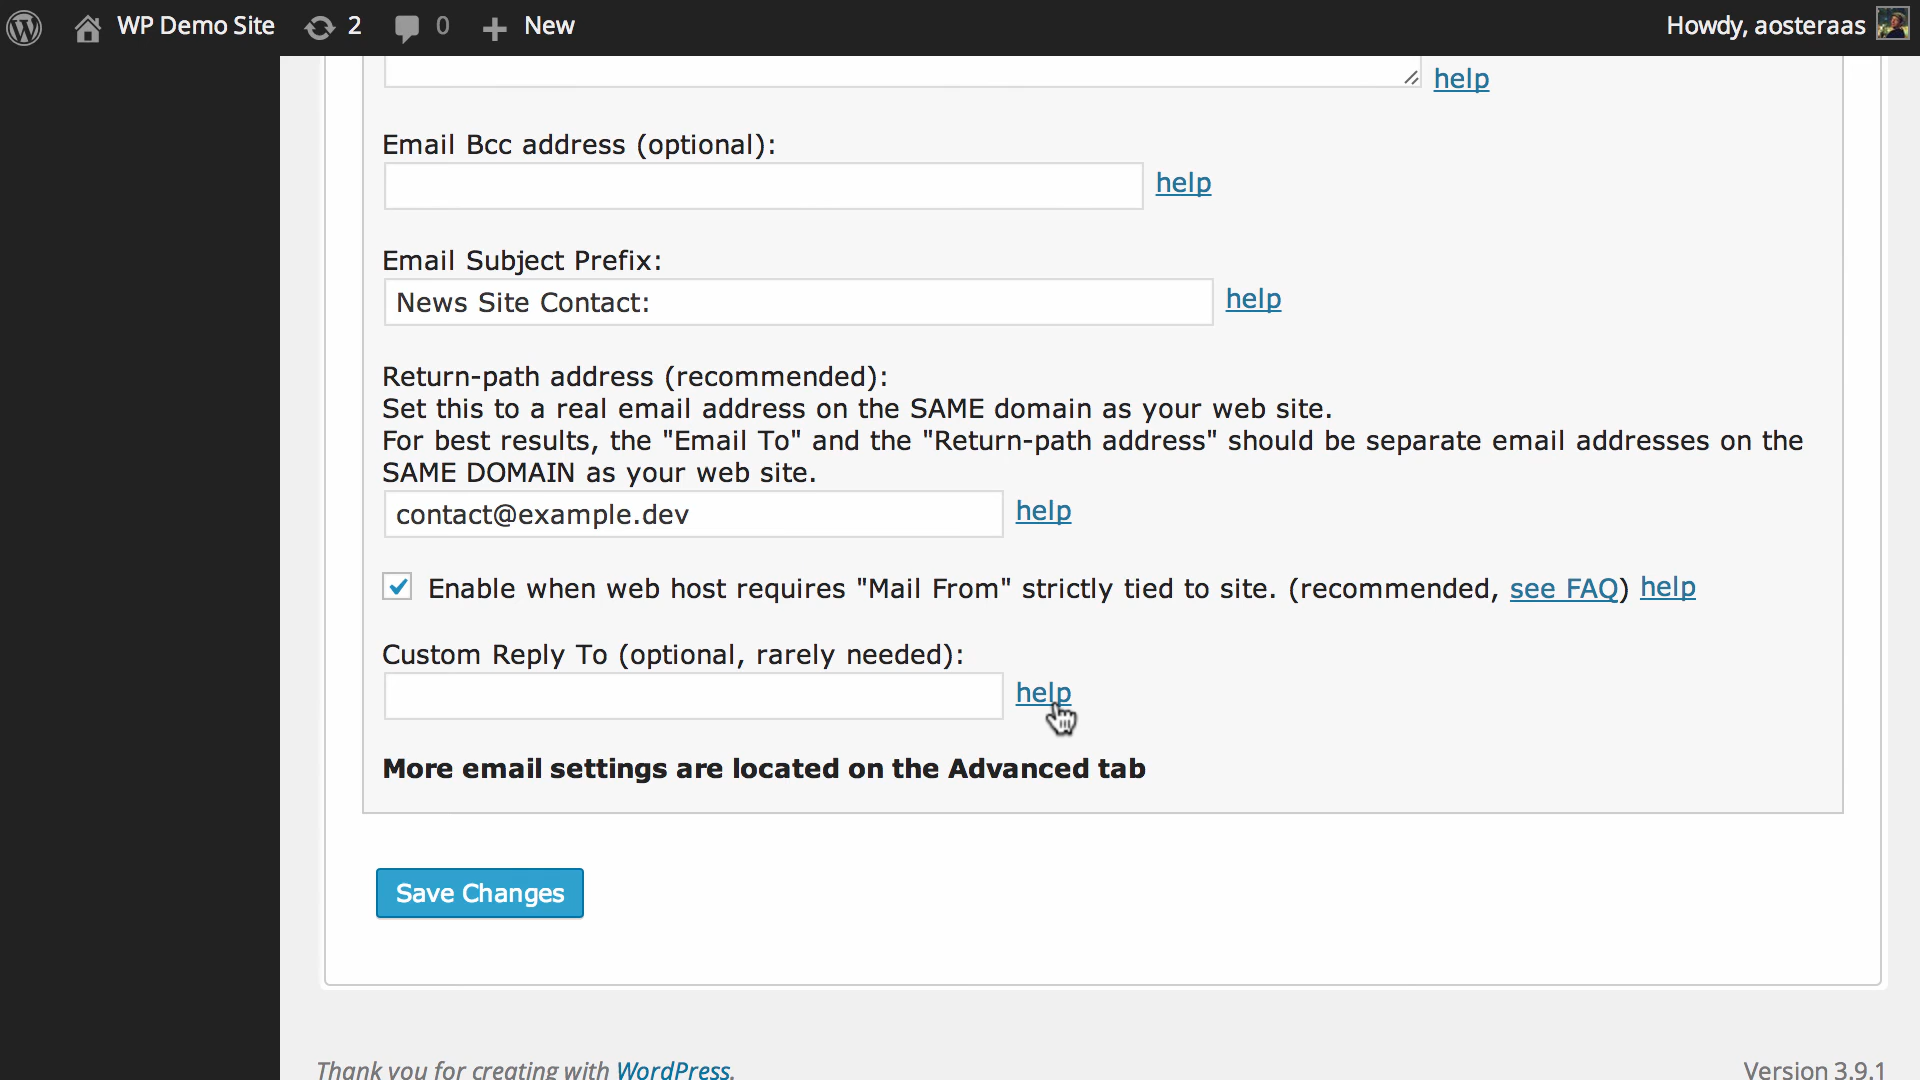 WP Demo Site 2 0 New Howdy, aosteraas
help
Email Bcc address (optional):
help
Email Subject Prefix:
News Site Contact: help
Return-path address (recommended):
Set this to a real email address on the SAME domain as your web site.
For best results, the "Email To" and the "Return-path address" should be separate email addresses on the
SAME DOMAIN as your web site.
contact@example.dev help
Enable when web host requires "Mail From" strictly tied to site. (recommended, see FAQ) help
Custom Reply To (optional, rarely needed):
help
More email settings are located on the Advanced tab
Save Changes
Thank you for creating with WordPress. Version 3.9.1